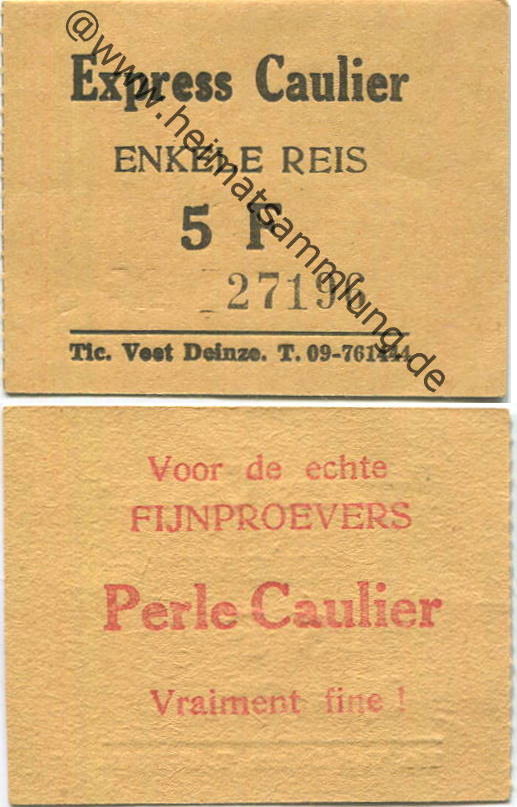 Express Caulier
ENKELE REIS
5 F
27196
Tic. Vest Deinze. T. 09-761444
@www.heimatsammlung.de
Voor de echte
FIJNPROEVERS
Perle Caulier
Vraiment fine !